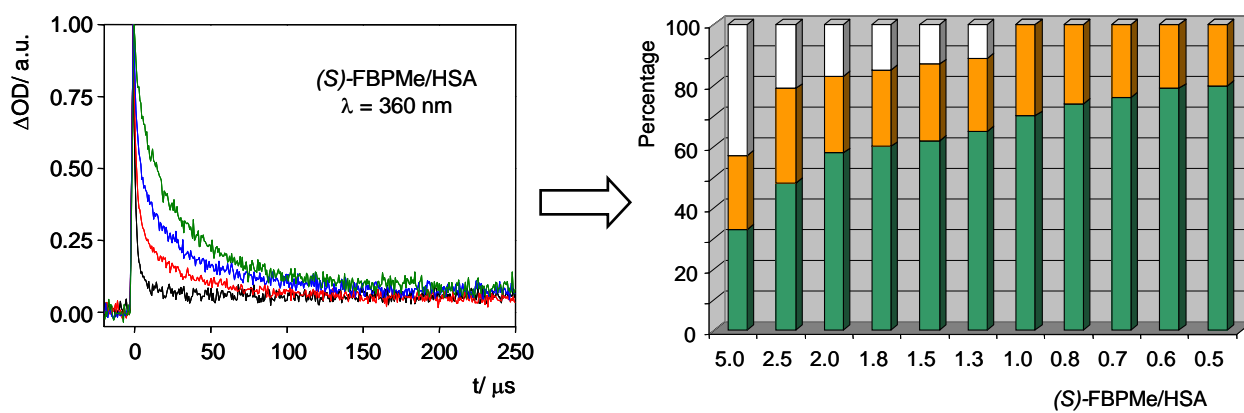 1.00
0.75
0.50
0.25
0.00
ΔOD/ a.u.
(S)-FBPMe/HSA
λ = 360 nm
0 50 100 150 200 250
t/ μs
100
80
60
40
20
0
Percentage
5.0 2.5 2.0 1.8 1.5 1.3 1.0 0.8 0.7 0.6 0.5
(S)-FBPMe/HSA